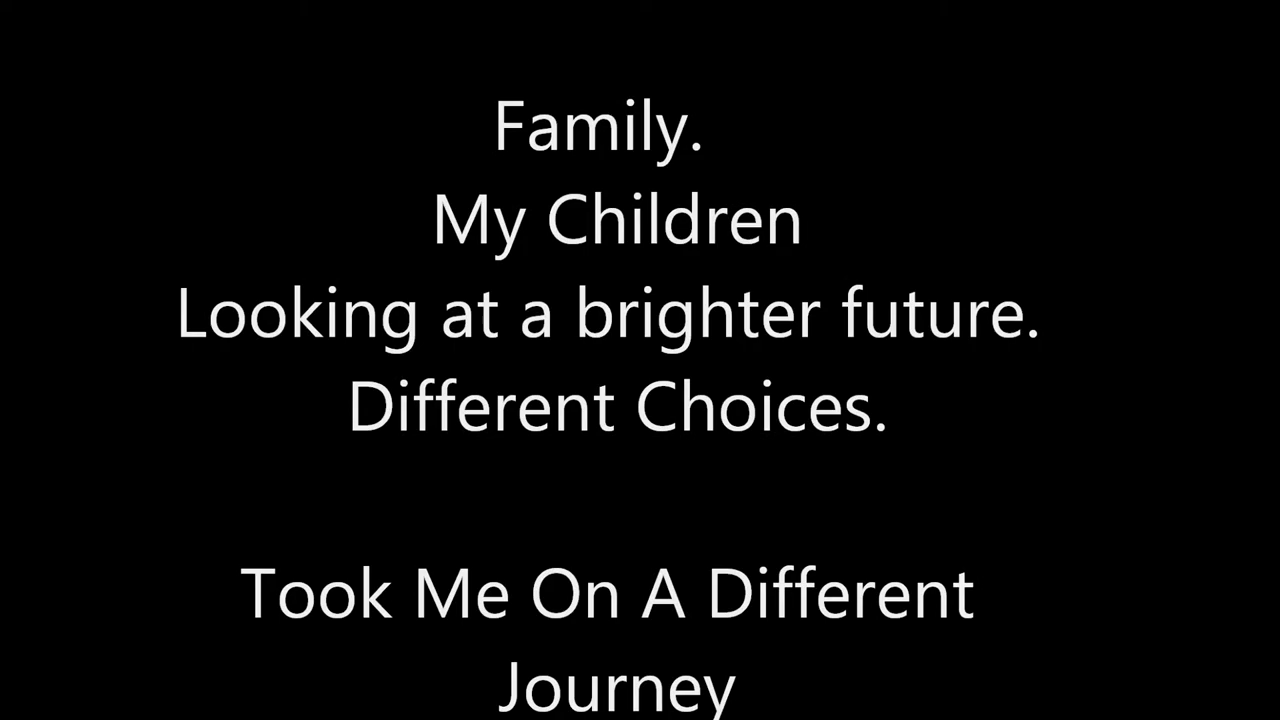 Family.
My Children
Looking at a brighter future.
Different Choices.
Took Me On A Different
Journey